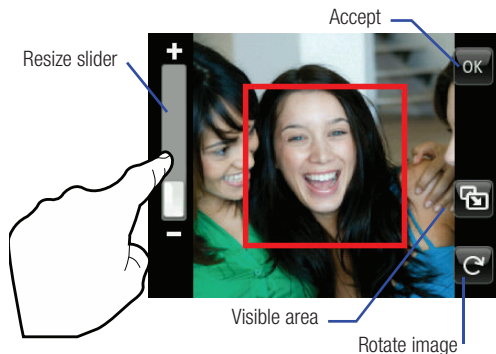 Accept
Resize slider
+
OK
–
Visible area
Rotate image